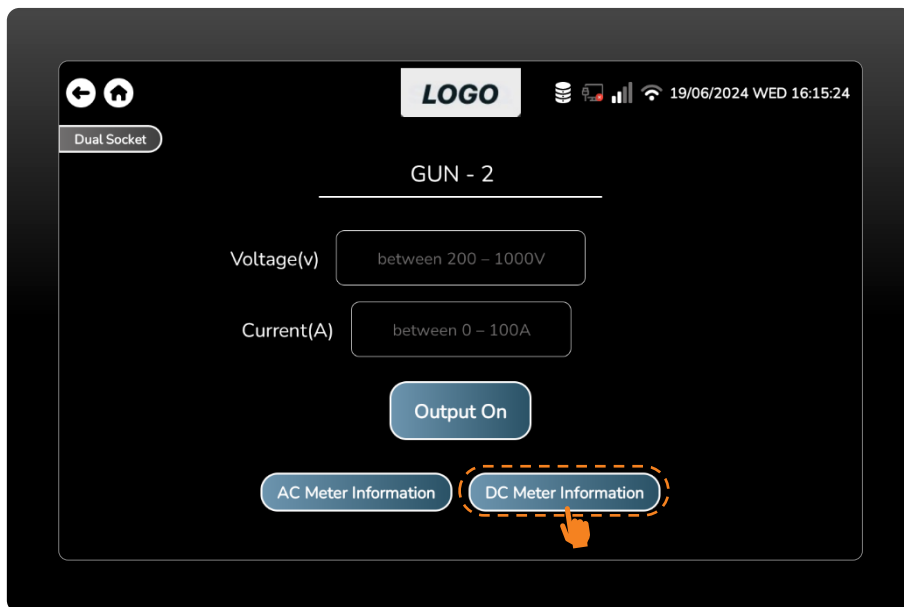 LOGO
19/06/2024 WED 16:15:24
Dual Socket
GUN - 2
Voltage(v)
between 200 – 1000V
Current(A)
between 0 – 100A
Output On
AC Meter Information
DC Meter Information